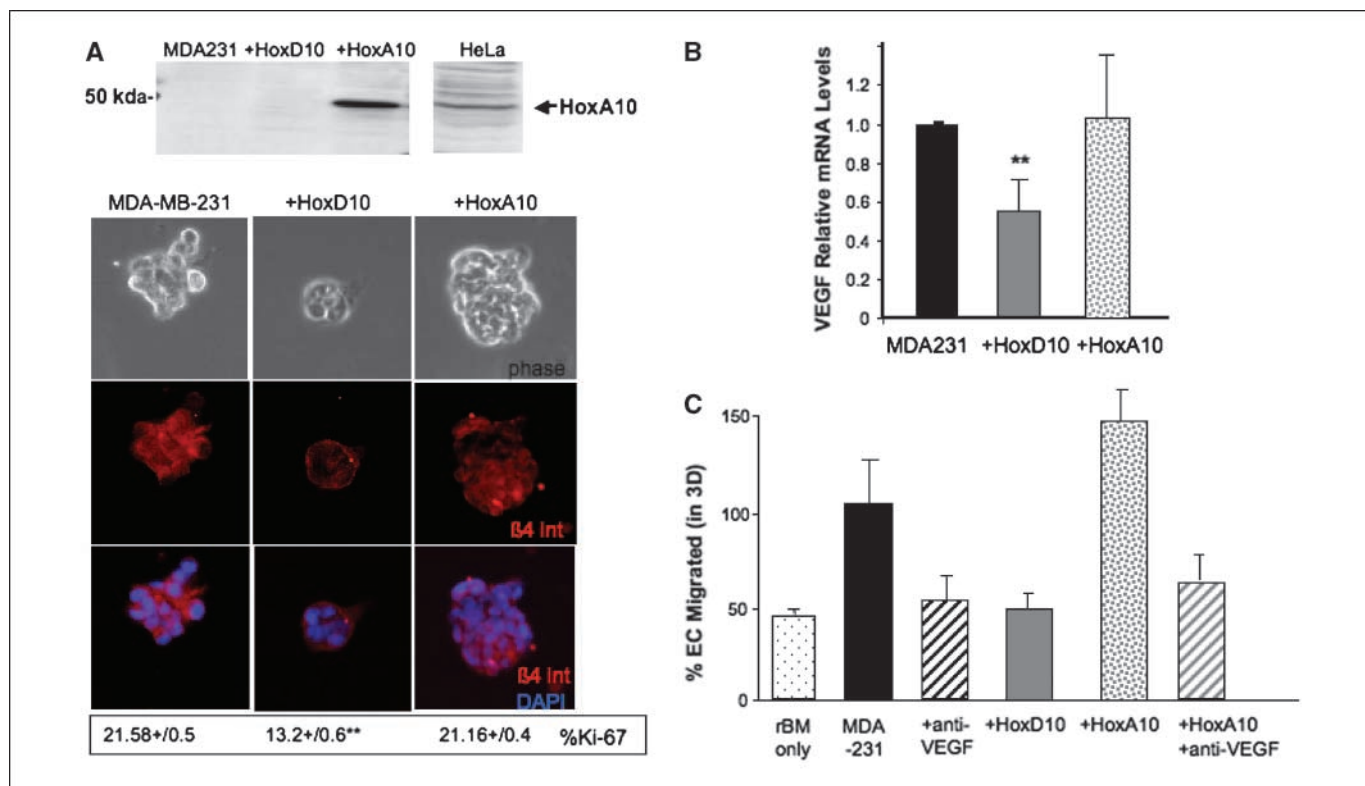 A
MDA231 +HoxD10 +HoxA10 HeLa
50 kda-
HoxA10
MDA-MB-231 +HoxD10 +HoxA10
phase
ß4 Int
ß4 Int
DAPI
21.58+/0.5 13.2+/0.6** 21.16+/0.4 %Ki-67
B
VEGF Relative mRNA Levels
1.2
1.0
0.8
0.6
0.4
0.2
0
**
MDA231 +HoxD10 +HoxA10
C
% EC Migrated (in 3D)
150
100
50
0
rBM only
MDA -231
+anti- VEGF
+HoxD10
+HoxA10
+HoxA10 +anti-VEGF